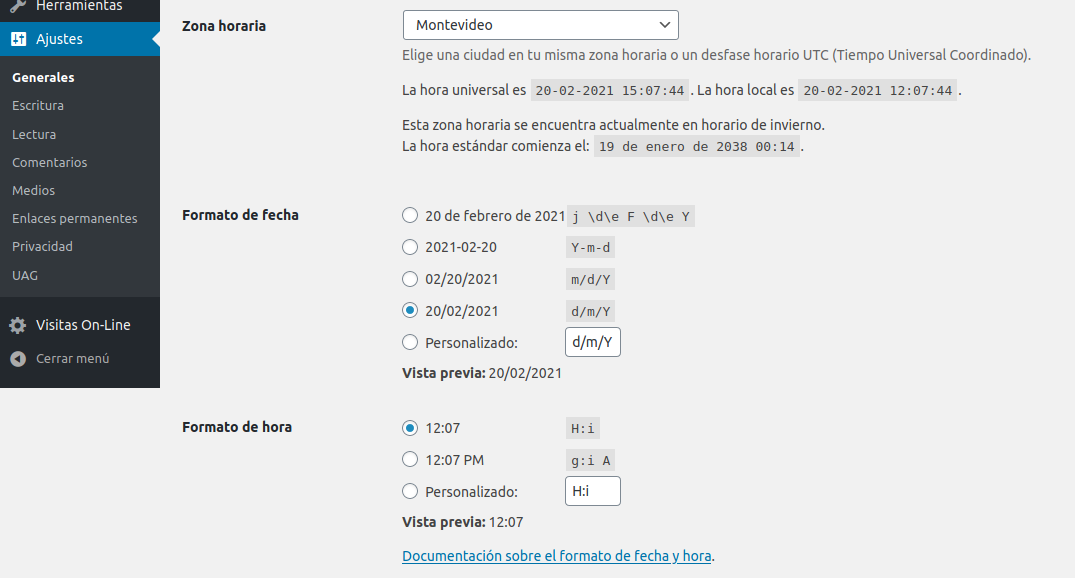 Herramientas
Ajustes
Generales
Escritura
Lectura
Comentarios
Medios
Enlaces permanentes
Privacidad
UAG
Visitas On-Line
Cerrar menú
Zona horaria
Montevideo
Elige una ciudad en tu misma zona horaria o un desfase horario UTC (Tiempo Universal Coordinado).
La hora universal es 20-02-2021 15:07:44 . La hora local es 20-02-2021 12:07:44 .
Esta zona horaria se encuentra actualmente en horario de invierno.
La hora estándar comienza el: 19 de enero de 2038 00:14 .
Formato de fecha
20 de febrero de 2021 j \d\e F \d\e Y
2021-02-20 Y-m-d
02/20/2021 m/d/Y
20/02/2021 d/m/Y
Personalizado: d/m/Y
Vista previa: 20/02/2021
Formato de hora
12:07 H:i
12:07 PM g:i A
Personalizado: H:i
Vista previa: 12:07
Documentación sobre el formato de fecha y hora.